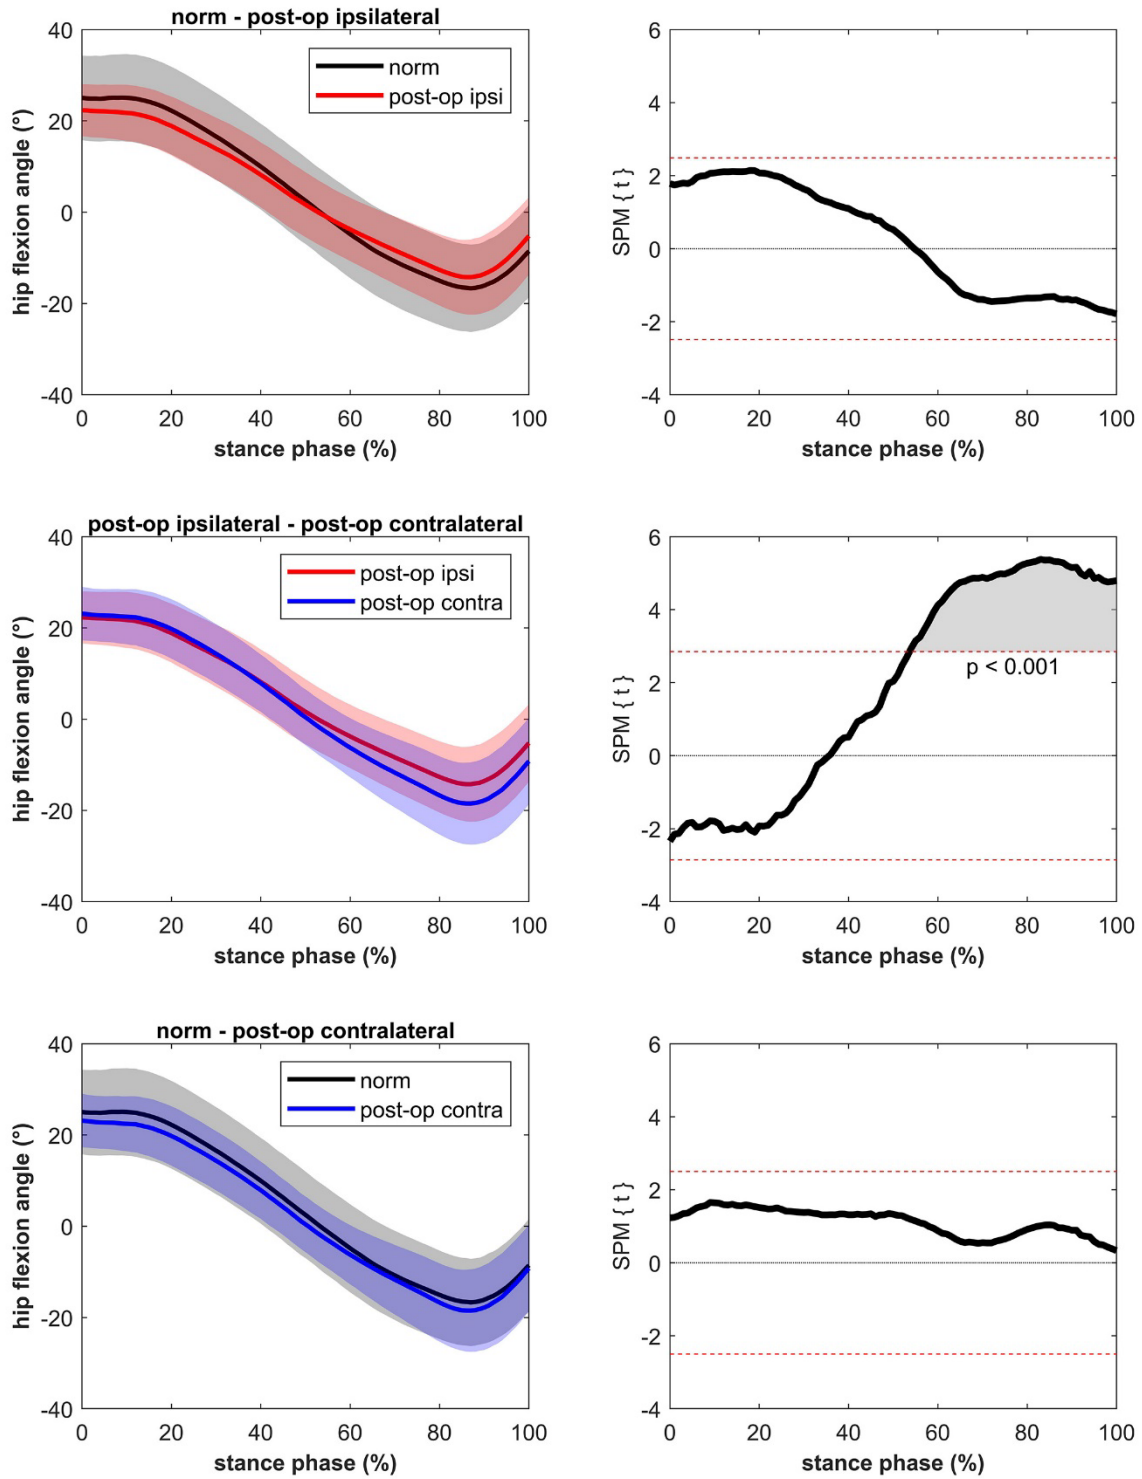 norm - post-op ipsilateral
norm
post-op ipsi
hip flexion angle (°)
40
20
0
-20
-40
0 20 40 60 80 100
stance phase (%)
SPM { t }
6
4
2
0
-2
-4
0 20 40 60 80 100
stance phase (%)
post-op ipsilateral - post-op contralateral
post-op ipsi
post-op contra
hip flexion angle (°)
40
20
0
-20
-40
0 20 40 60 80 100
stance phase (%)
SPM { t }
6
4
2
0
-2
-4
p < 0.001
0 20 40 60 80 100
stance phase (%)
norm - post-op contralateral
norm
post-op contra
hip flexion angle (°)
40
20
0
-20
-40
0 20 40 60 80 100
stance phase (%)
SPM { t }
6
4
2
0
-2
-4
0 20 40 60 80 100
stance phase (%)